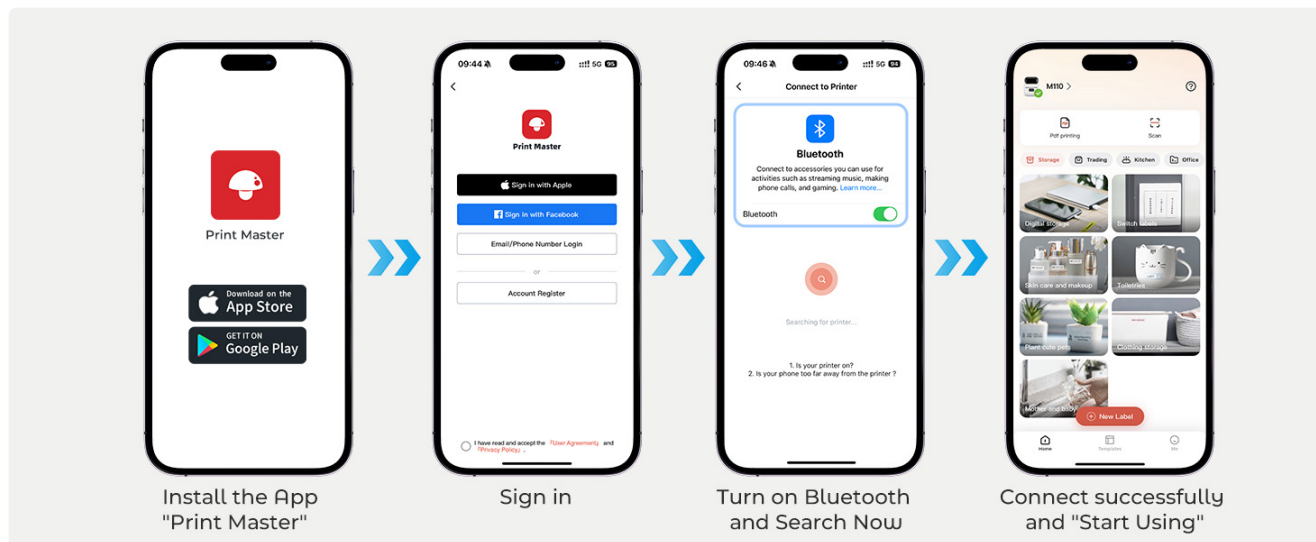 Print Master
Download on the
App Store
GET IT ON
Google Play
Install the App
"Print Master"
09:44
5G 95
Print Master
Sign in with Apple
Sign in with Facebook
Email/Phone Number Login
or
Account Register
I have read and accept the 「User Agreement」 and
「Privacy Policy」 .
Sign in
09:46
5G 94
Connect to Printer
Bluetooth
Connect to accessories you can use for
activities such as streaming music, making
phone calls, and gaming. Learn more...
Bluetooth
Searching for printer...
1. Is your printer on?
2. Is your phone too far away from the printer ?
Turn on Bluetooth
and Search Now
M110
Pdf printing
Scan
Storage
Trading
Kitchen
Office
Digital storage
Switch labels
Skin care and makeup
Toiletries
Plant cute pets
Clothing storage
Mother and baby
New Label
Home
Templates
Me
Connect successfully
and "Start Using"